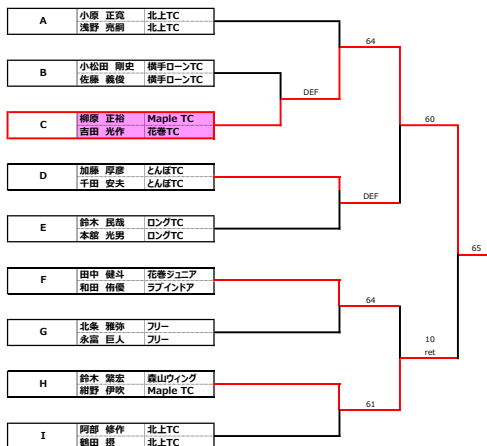 A 小原 正寛 北上TC
浅野 亮嗣 北上TC
64
B 小松田 剛史 横手ローンTC
佐藤 義俊 横手ローンTC
DEF
C 柳原 正裕 Maple TC
吉田 光作 花巻TC
60
D 加藤 厚彦 とんぼTC
千田 安夫 とんぼTC
DEF
E 鈴木 民哉 ロングTC
本舘 光男 ロングTC
65
F 田中 健斗 花巻ジュニア
和田 侑優 ラブインドア
64
G 北条 雅弥 フリー
永富 巨人 フリー
10
ret
H 鈴木 繁宏 森山ウィング
紺野 伊吹 Maple TC
61
I 阿部 修作 北上TC
鶴田 摂 北上TC